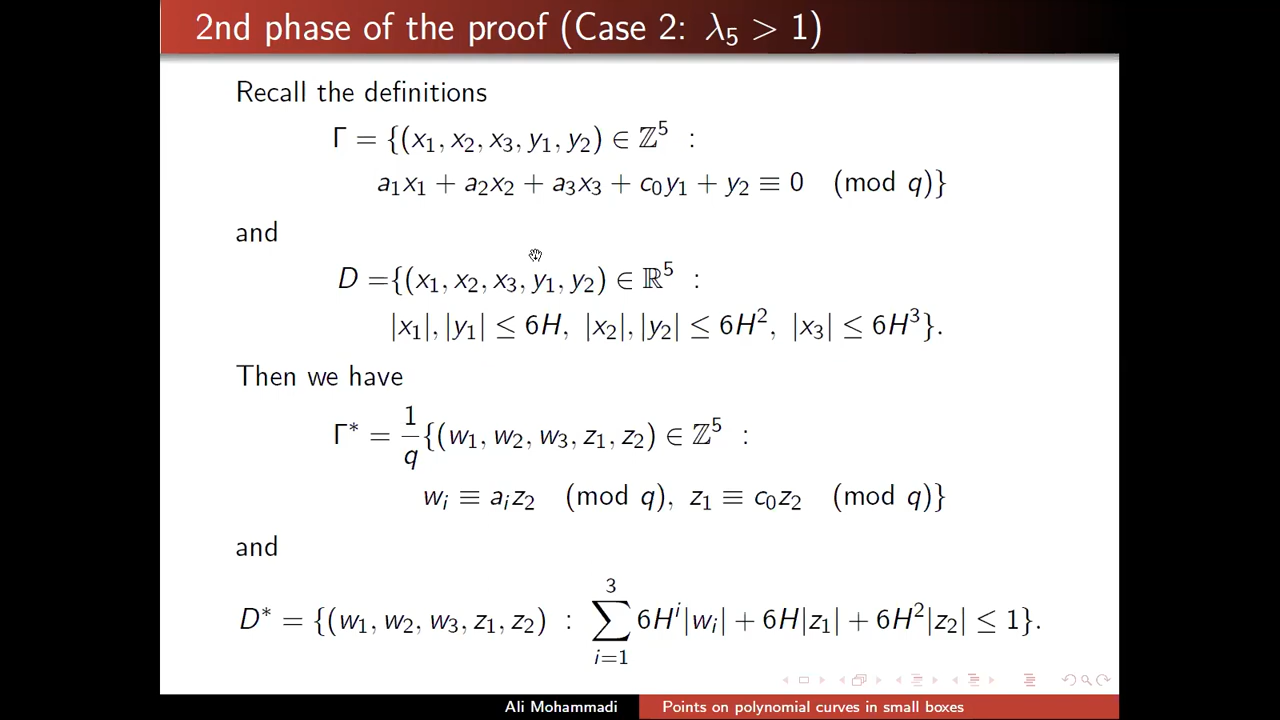 2nd phase of the proof (Case 2: λ₅ > 1)
Recall the definitions
Γ = {(x₁, x₂, x₃, y₁, y₂) ∈ ℤ⁵ :
a₁x₁ + a₂x₂ + a₃x₃ + c₀y₁ + y₂ ≡ 0 (mod q)}
and
D ={(x₁, x₂, x₃, y₁, y₂) ∈ ℝ⁵ :
|x₁|, |y₁| ≤ 6H, |x₂|, |y₂| ≤ 6H², |x₃| ≤ 6H³}.
Then we have
Γ* = 1/q {(w₁, w₂, w₃, z₁, z₂) ∈ ℤ⁵ :
wᵢ ≡ aᵢz₂ (mod q), z₁ ≡ c₀z₂ (mod q)}
and
D* = {(w₁, w₂, w₃, z₁, z₂) : ∑_{i=1}^{3} 6Hⁱ|wᵢ| + 6H|z₁| + 6H²|z₂| ≤ 1}.
Ali Mohammadi Points on polynomial curves in small boxes